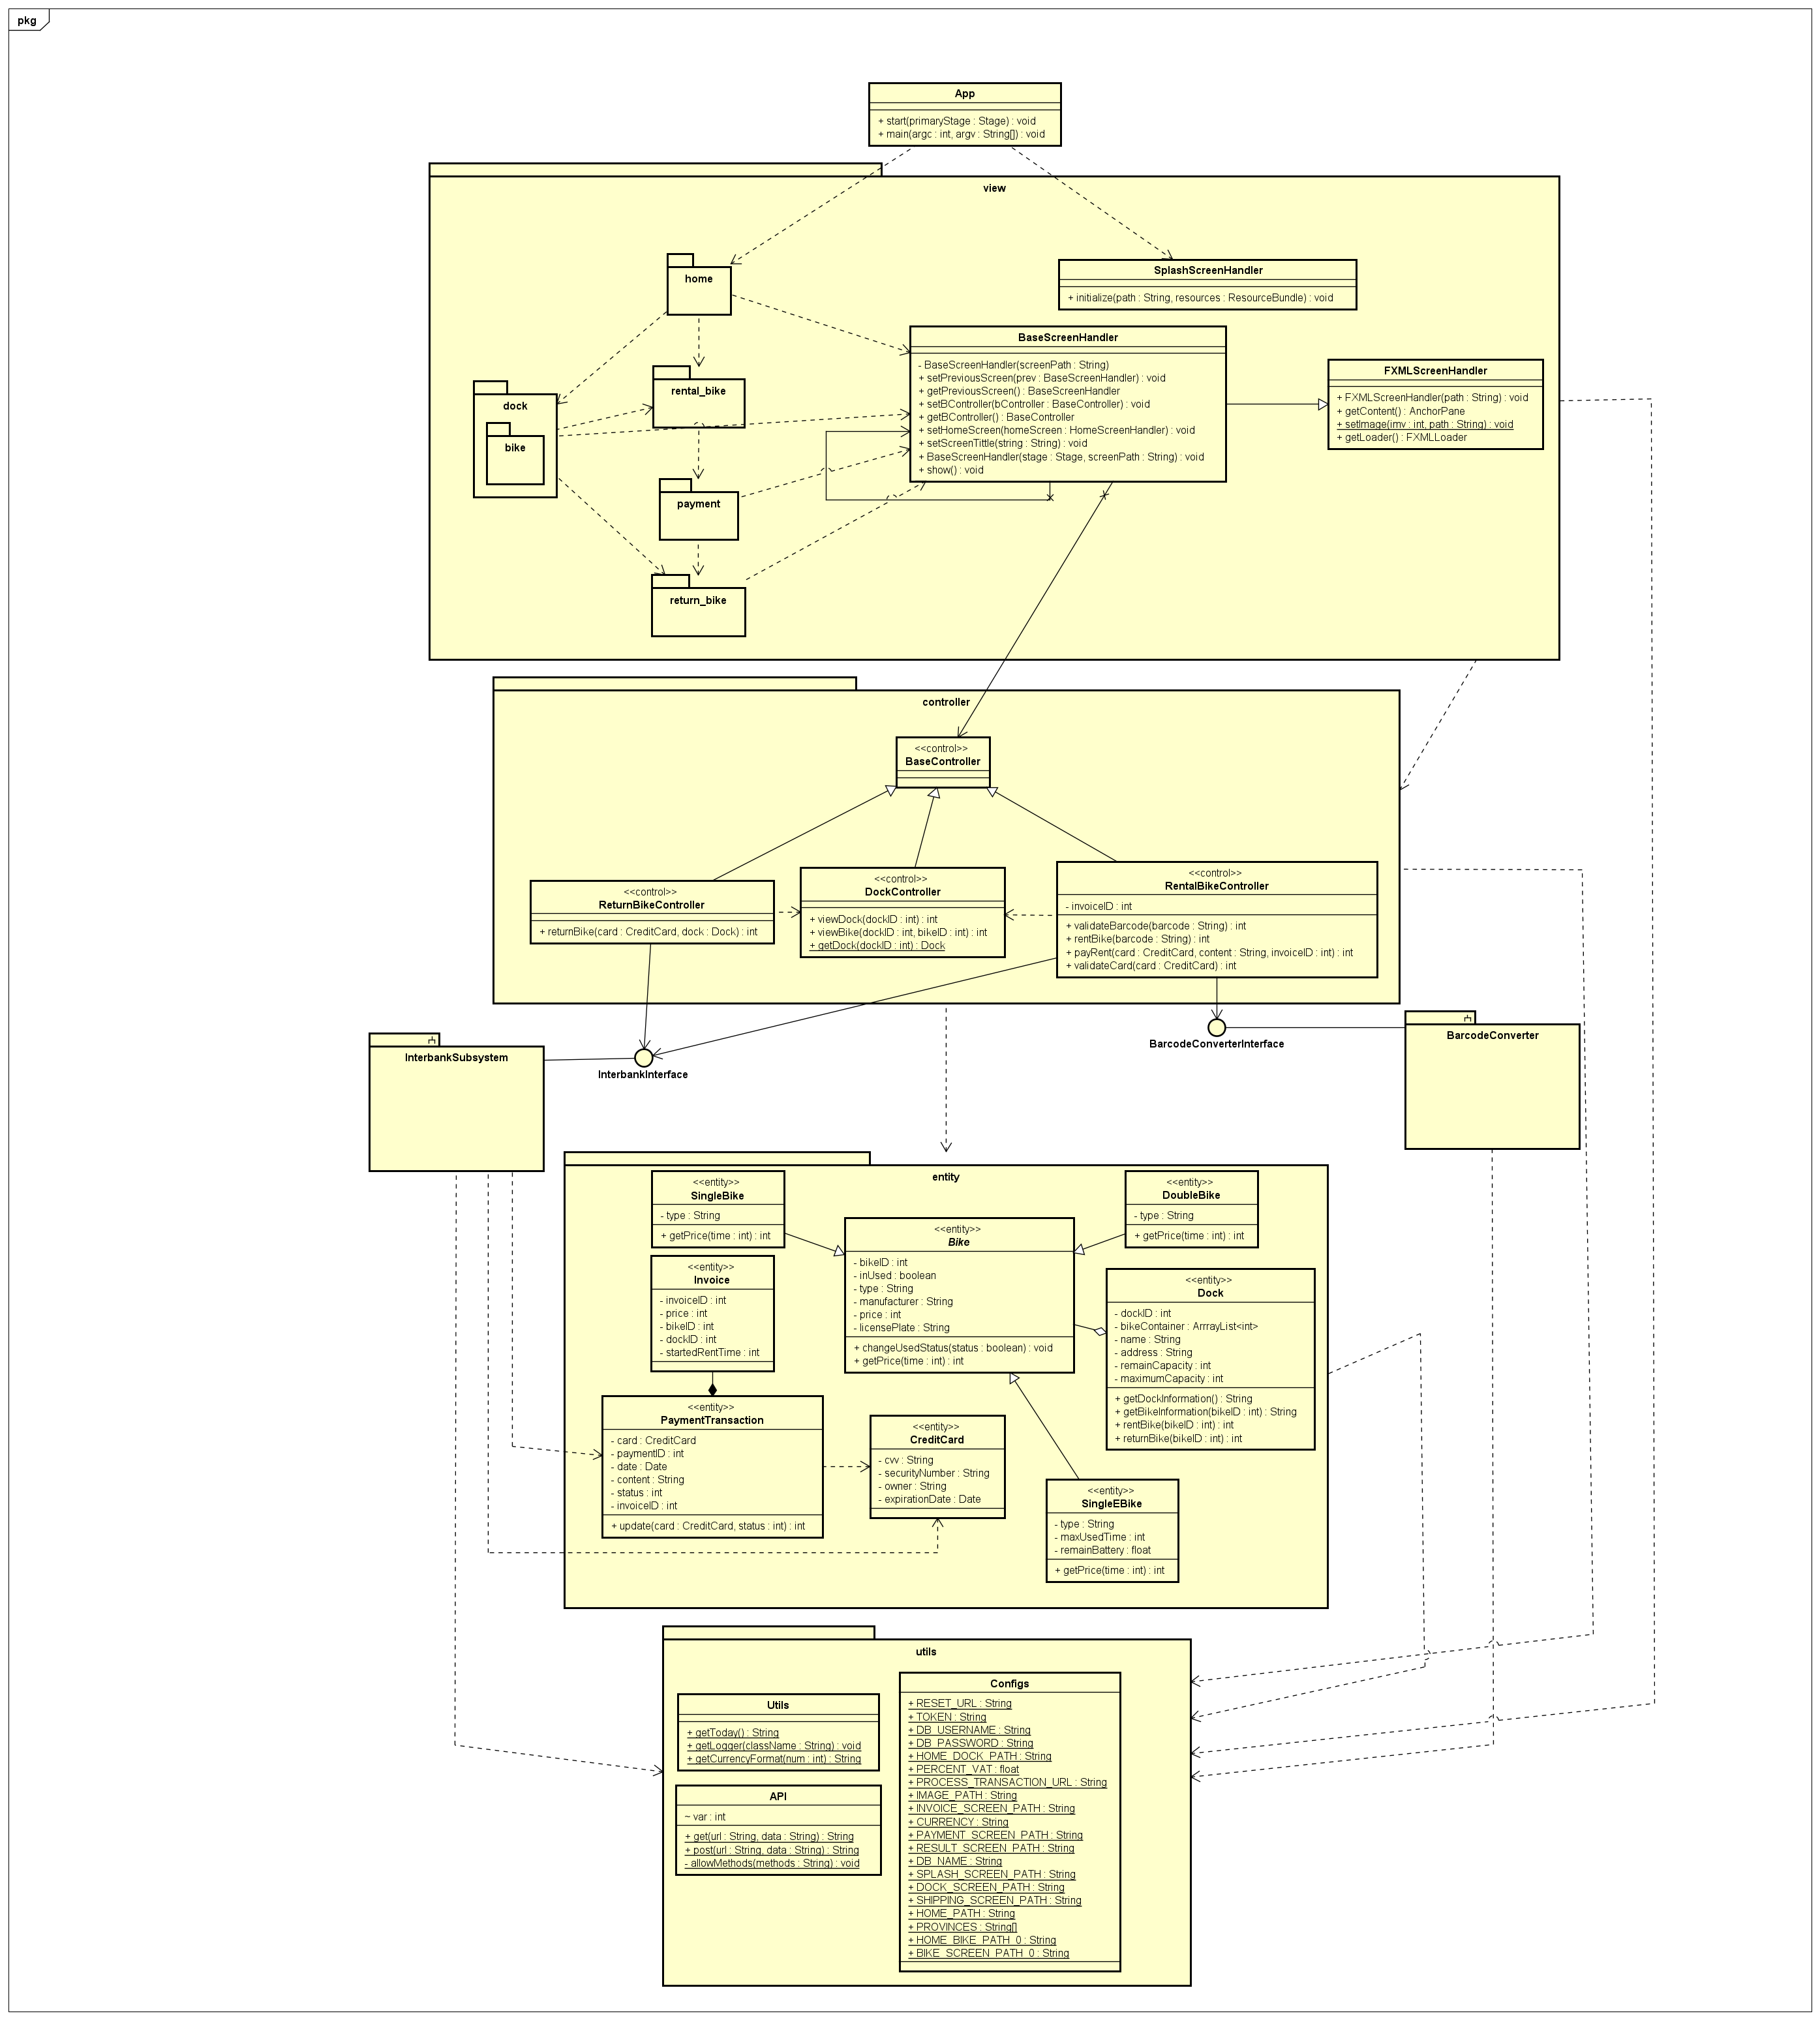 pkg
App
+ start(primaryStage : Stage) : void
+ main(argc : int, argv : String[]) : void
view
home
SplashScreenHandler
+ initialize(path : String, resources : ResourceBundle) : void
BaseScreenHandler
- BaseScreenHandler(screenPath : String)
+ setPreviousScreen(prev : BaseScreenHandler) : void
+ getPreviousScreen() : BaseScreenHandler
+ setBController(bController : BaseController) : void
+ getBController() : BaseController
+ setHomeScreen(homeScreen : HomeScreenHandler) : void
+ setScreenTittle(string : String) : void
+ BaseScreenHandler(stage : Stage, screenPath : String) : void
+ show() : void
FXMLScreenHandler
+ FXMLScreenHandler(path : String) : void
+ getContent() : AnchorPane
+ setImage(imv : int, path : String) : void
+ getLoader() : FXMLLoader
rental_bike
dock
bike
payment
return_bike
controller
<<control>>
BaseController
<<control>>
ReturnBikeController
+ returnBike(card : CreditCard, dock : Dock) : int
<<control>>
DockController
+ viewDock(dockID : int) : int
+ viewBike(dockID : int, bikeID : int) : int
+ getDock(dockID : int) : Dock
<<control>>
RentalBikeController
- invoiceID : int
+ validateBarcode(barcode : String) : int
+ rentBike(barcode : String) : int
+ payRent(card : CreditCard, content : String, invoiceID : int) : int
+ validateCard(card : CreditCard) : int
InterbankSubsystem
InterbankInterface
BarcodeConverterInterface
BarcodeConverter
entity
<<entity>>
SingleBike
- type : String
+ getPrice(time : int) : int
<<entity>>
DoubleBike
- type : String
+ getPrice(time : int) : int
<<entity>>
Bike
- bikeID : int
- inUsed : boolean
- type : String
- manufacturer : String
- price : int
- licensePlate : String
+ changeUsedStatus(status : boolean) : void
+ getPrice(time : int) : int
<<entity>>
Invoice
- invoiceID : int
- price : int
- bikeID : int
- dockID : int
- startedRentTime : int
<<entity>>
Dock
- dockID : int
- bikeContainer : ArrrayList<int>
- name : String
- address : String
- remainCapacity : int
- maximumCapacity : int
+ getDockInformation() : String
+ getBikeInformation(bikeID : int) : String
+ rentBike(bikeID : int) : int
+ returnBike(bikeID : int) : int
<<entity>>
PaymentTransaction
- card : CreditCard
- paymentID : int
- date : Date
- content : String
- status : int
- invoiceID : int
+ update(card : CreditCard, status : int) : int
<<entity>>
CreditCard
- cvv : String
- securityNumber : String
- owner : String
- expirationDate : Date
<<entity>>
SingleEBike
- type : String
- maxUsedTime : int
- remainBattery : float
+ getPrice(time : int) : int
utils
Utils
+ getToday() : String
+ getLogger(className : String) : void
+ getCurrencyFormat(num : int) : String
API
~ var : int
+ get(url : String, data : String) : String
+ post(url : String, data : String) : String
- allowMethods(methods : String) : void
Configs
+ RESET_URL : String
+ TOKEN : String
+ DB_USERNAME : String
+ DB_PASSWORD : String
+ HOME_DOCK_PATH : String
+ PERCENT_VAT : float
+ PROCESS_TRANSACTION_URL : String
+ IMAGE_PATH : String
+ INVOICE_SCREEN_PATH : String
+ CURRENCY : String
+ PAYMENT_SCREEN_PATH : String
+ RESULT_SCREEN_PATH : String
+ DB_NAME : String
+ SPLASH_SCREEN_PATH : String
+ DOCK_SCREEN_PATH : String
+ SHIPPING_SCREEN_PATH : String
+ HOME_PATH : String
+ PROVINCES : String[]
+ HOME_BIKE_PATH_0 : String
+ BIKE_SCREEN_PATH_0 : String